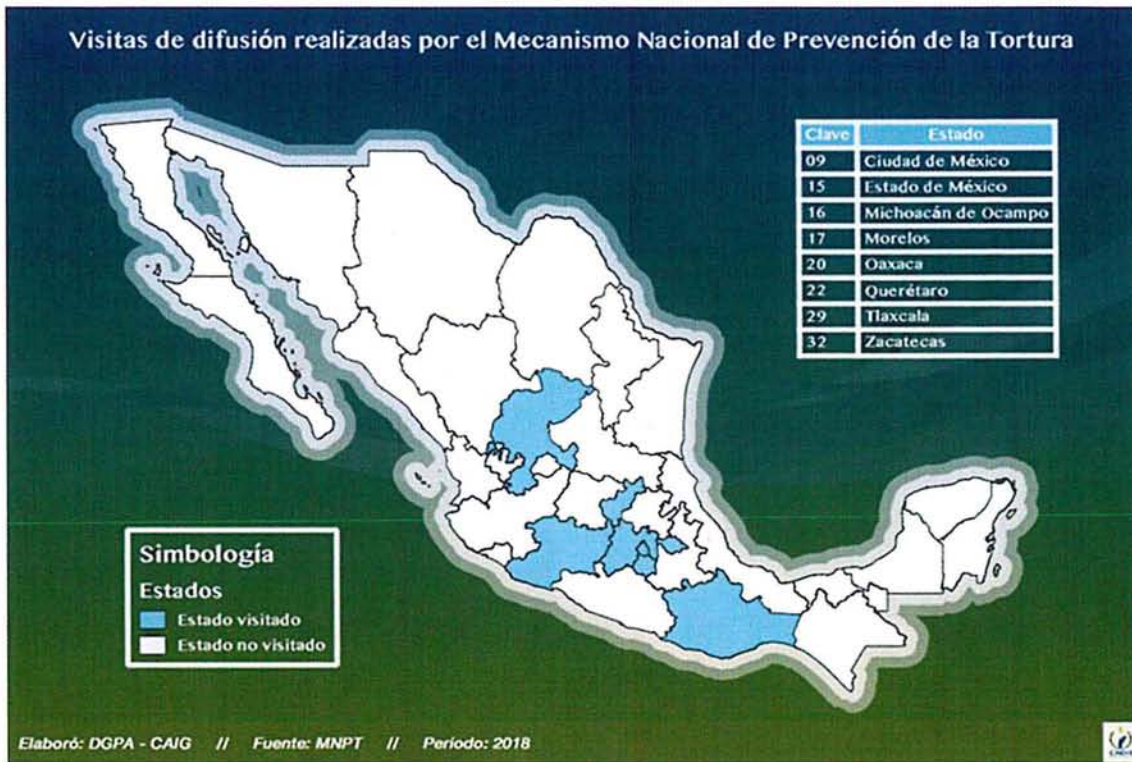 Visitas de difusión realizadas por el Mecanismo Nacional de Prevención de la Tortura
Clave Estado
09 Ciudad de México
15 Estado de México
16 Michoacán de Ocampo
17 Morelos
20 Oaxaca
22 Querétaro
29 Tlaxcala
32 Zacatecas
Simbología
Estados
Estado visitado
Estado no visitado
Elaboró: DGPA - CAIG // Fuente: MNPT // Período: 2018